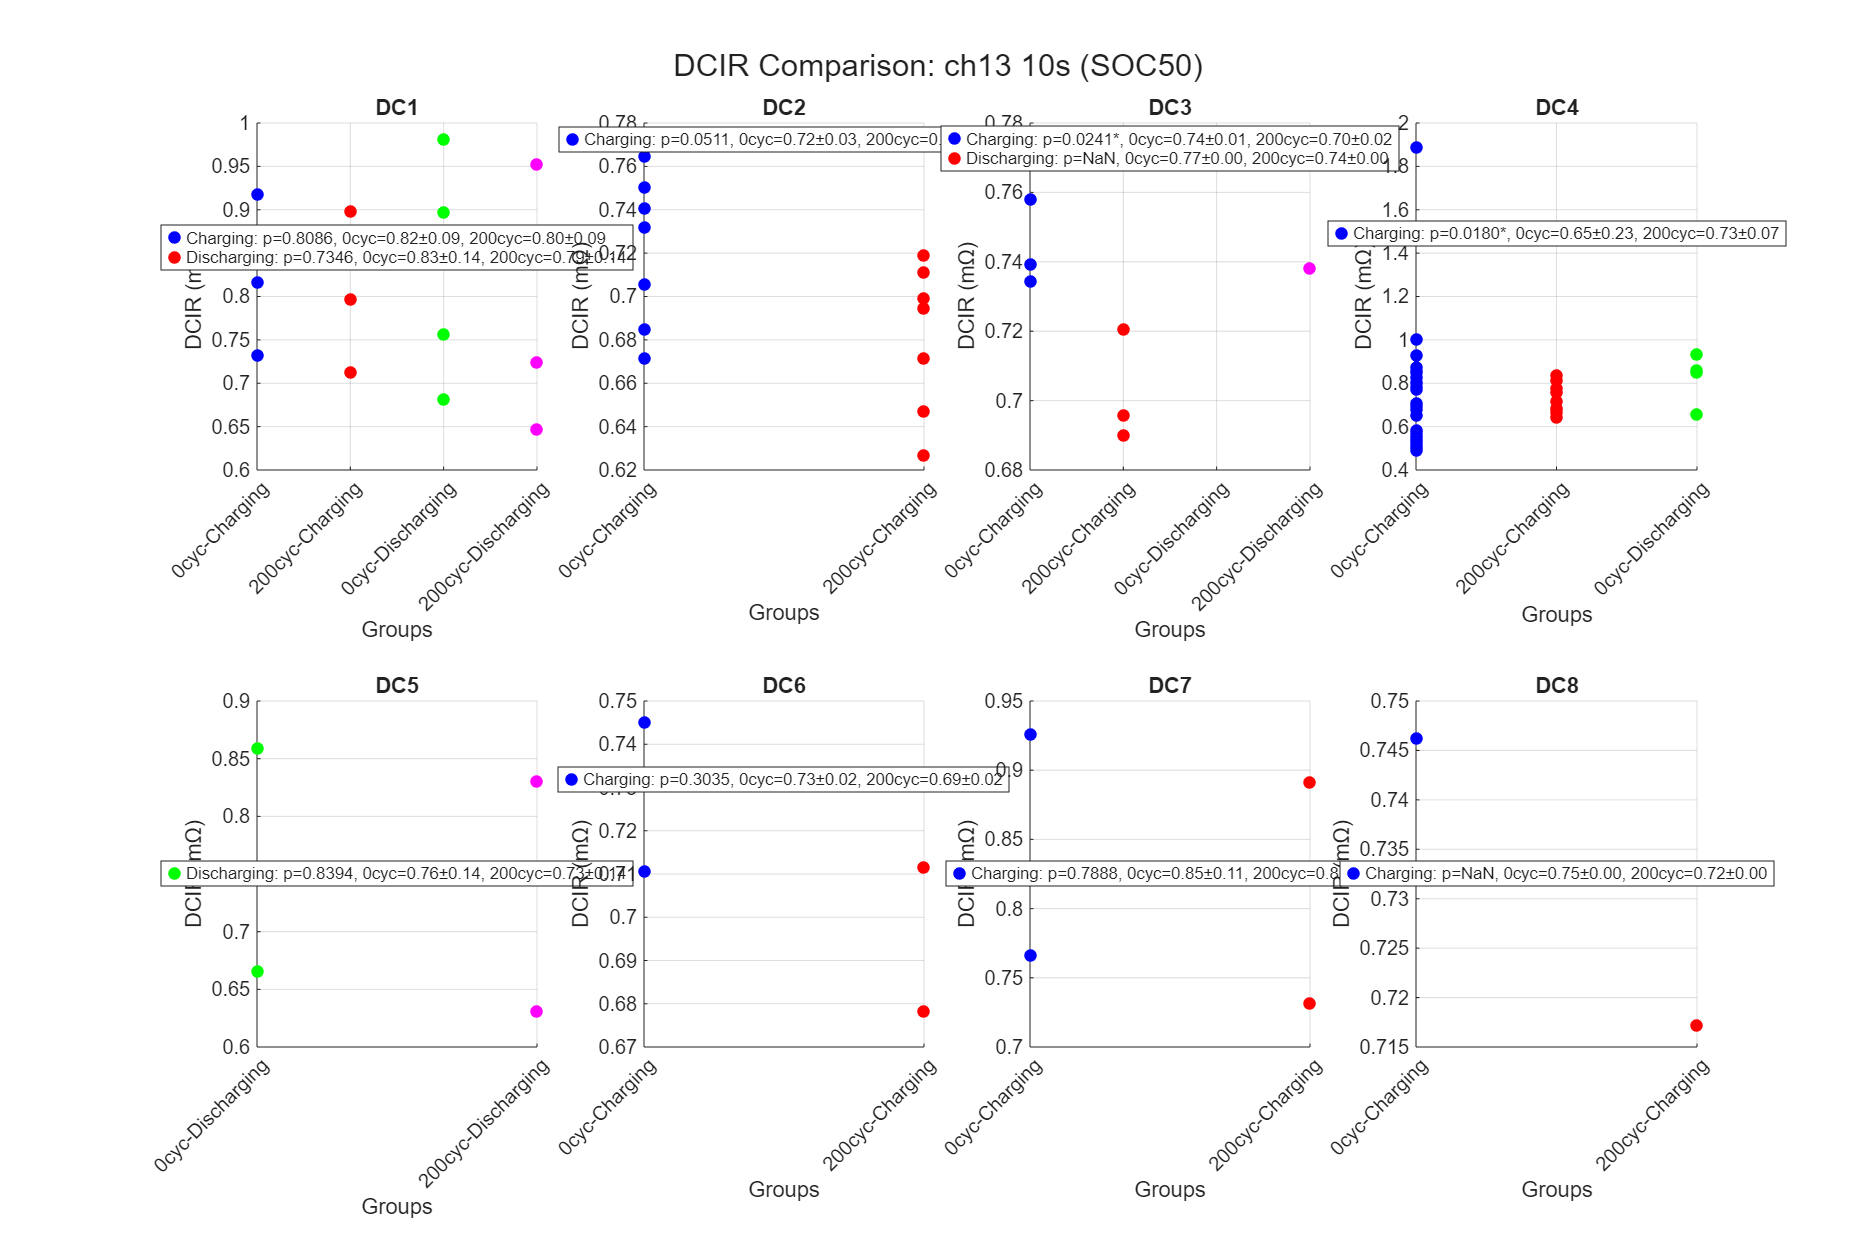 DCIR Comparison: ch13 10s (SOC50)
DC1
1
0.95
0.9
0.8
0.75
0.7
0.65
0.6
DCIR (m
Charging: p=0.8086, 0cyc=0.82±0.09, 200cyc=0.80±0.09
Discharging: p=0.7346, 0cyc=0.83±0.14, 200cyc=0.79±0.14
0cyc-Charging
200cyc-Charging
0cyc-Discharging
200cyc-Discharging
Groups
DC2
0.78
0.76
0.74
0.72
0.7
0.68
0.66
0.64
0.62
DCIR (mΩ)
Charging: p=0.0511, 0cyc=0.72±0.03, 200cyc=0.
0cyc-Charging
200cyc-Charging
Groups
DC3
0.78
0.76
0.74
0.72
0.7
0.68
DCIR (mΩ)
Charging: p=0.0241*, 0cyc=0.74±0.01, 200cyc=0.70±0.02
Discharging: p=NaN, 0cyc=0.77±0.00, 200cyc=0.74±0.00
0cyc-Charging
200cyc-Charging
0cyc-Discharging
200cyc-Discharging
Groups
DC4
2
1.8
1.6
1.4
1.2
1
0.8
0.6
0.4
DCIR (mΩ)
Charging: p=0.0180*, 0cyc=0.65±0.23, 200cyc=0.73±0.07
0cyc-Charging
200cyc-Charging
0cyc-Discharging
Groups
DC5
0.9
0.85
0.8
0.7
0.65
0.6
DCIR (mΩ)
Discharging: p=0.8394, 0cyc=0.76±0.14, 200cyc=0.73±0.14
0cyc-Discharging
200cyc-Discharging
Groups
DC6
0.75
0.74
0.73
0.72
0.71
0.7
0.69
0.68
0.67
DCIR (mΩ)
Charging: p=0.3035, 0cyc=0.73±0.02, 200cyc=0.69±0.02
0cyc-Charging
200cyc-Charging
Groups
DC7
0.95
0.9
0.85
0.8
0.75
0.7
DCIR (mΩ)
Charging: p=0.7888, 0cyc=0.85±0.11, 200cyc=0.8
0cyc-Charging
200cyc-Charging
Groups
DC8
0.75
0.745
0.74
0.735
0.73
0.725
0.72
0.715
DCIR (mΩ)
Charging: p=NaN, 0cyc=0.75±0.00, 200cyc=0.72±0.00
0cyc-Charging
200cyc-Charging
Groups